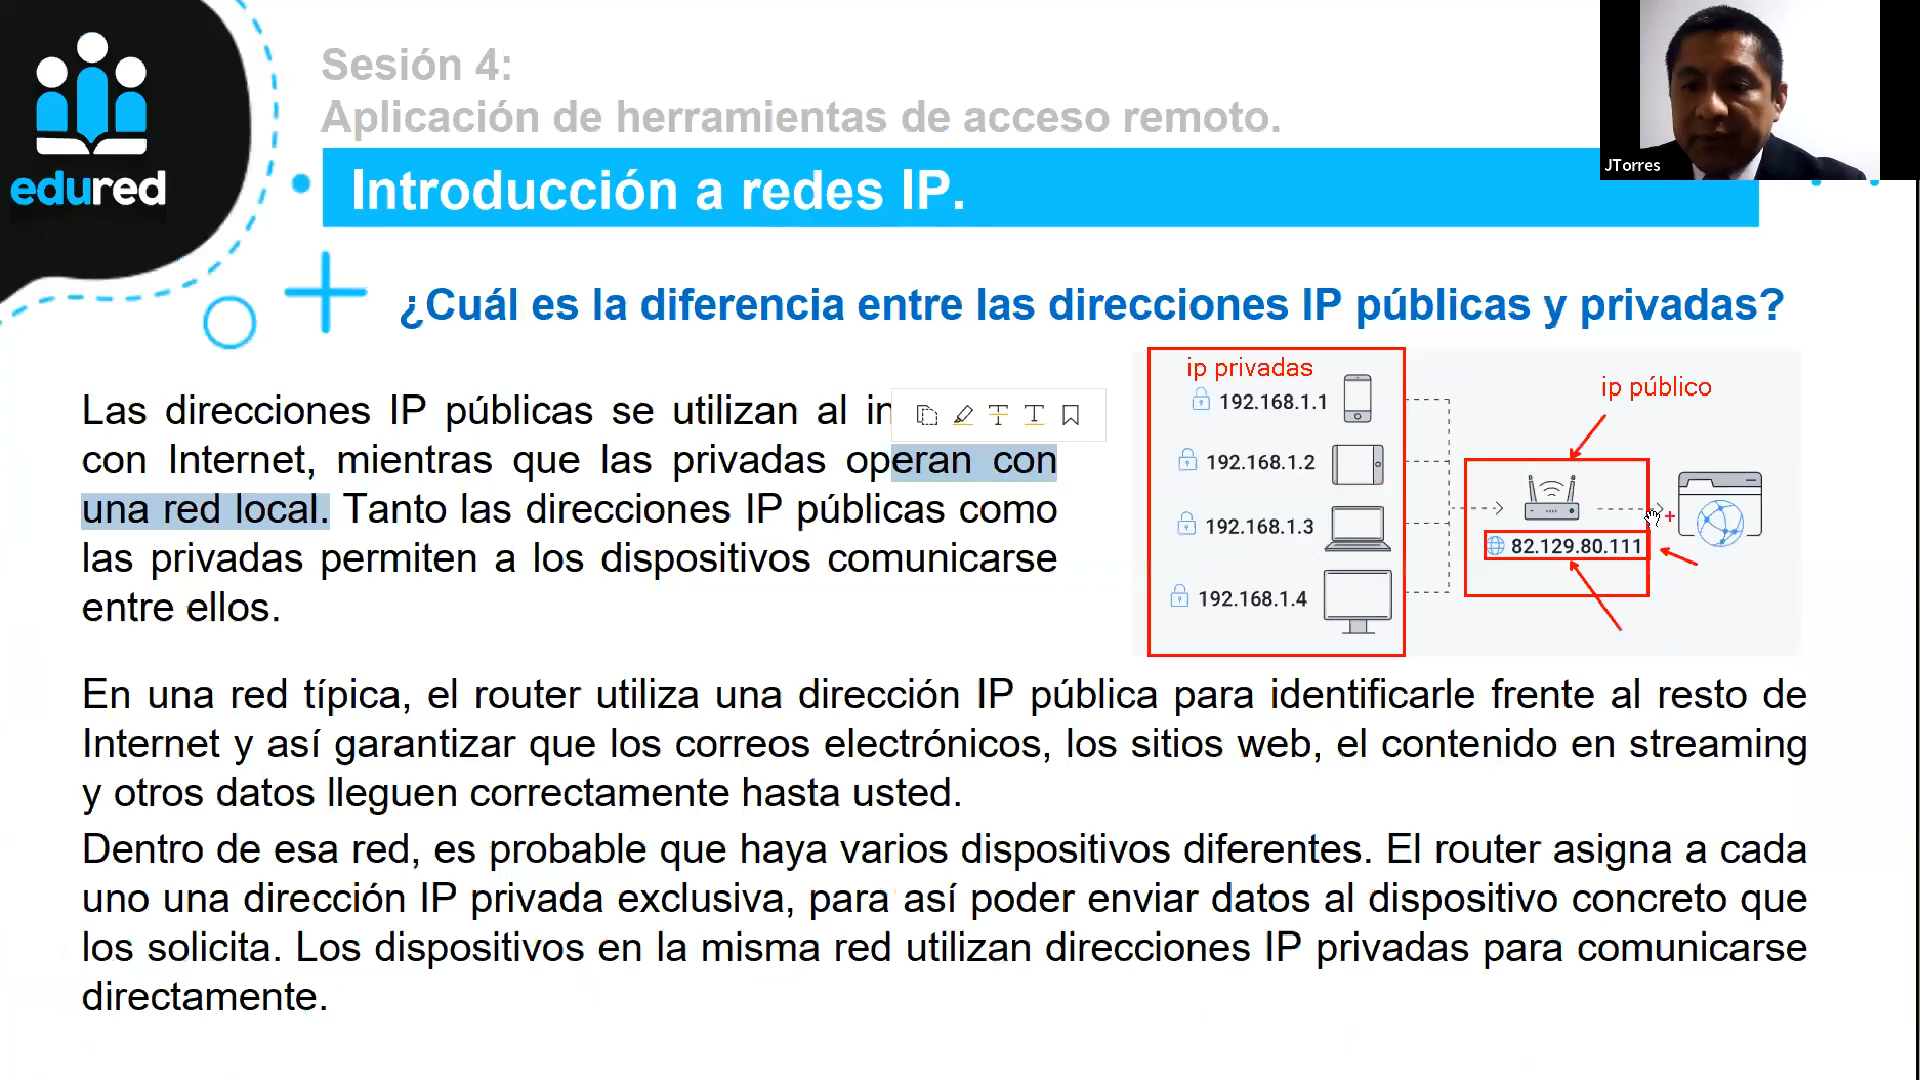 Sesión 4:
Aplicación de herramientas de acceso remoto.
JTorres
edured
Introducción a redes IP.
¿Cuál es la diferencia entre las direcciones IP públicas y privadas?
Las direcciones IP públicas se utilizan al
con Internet, mientras que las privadas operan con
una red local. Tanto las direcciones IP públicas como
las privadas permiten a los dispositivos comunicarse
entre ellos.
ip privadas
192.168.1.1
192.168.1.2
192.168.1.3
192.168.1.4
ip público
82.129.80.111
En una red típica, el router utiliza una dirección IP pública para identificarle frente al resto de
Internet y así garantizar que los correos electrónicos, los sitios web, el contenido en streaming
y otros datos lleguen correctamente hasta usted.
Dentro de esa red, es probable que haya varios dispositivos diferentes. El router asigna a cada
uno una dirección IP privada exclusiva, para así poder enviar datos al dispositivo concreto que
los solicita. Los dispositivos en la misma red utilizan direcciones IP privadas para comunicarse
directamente.